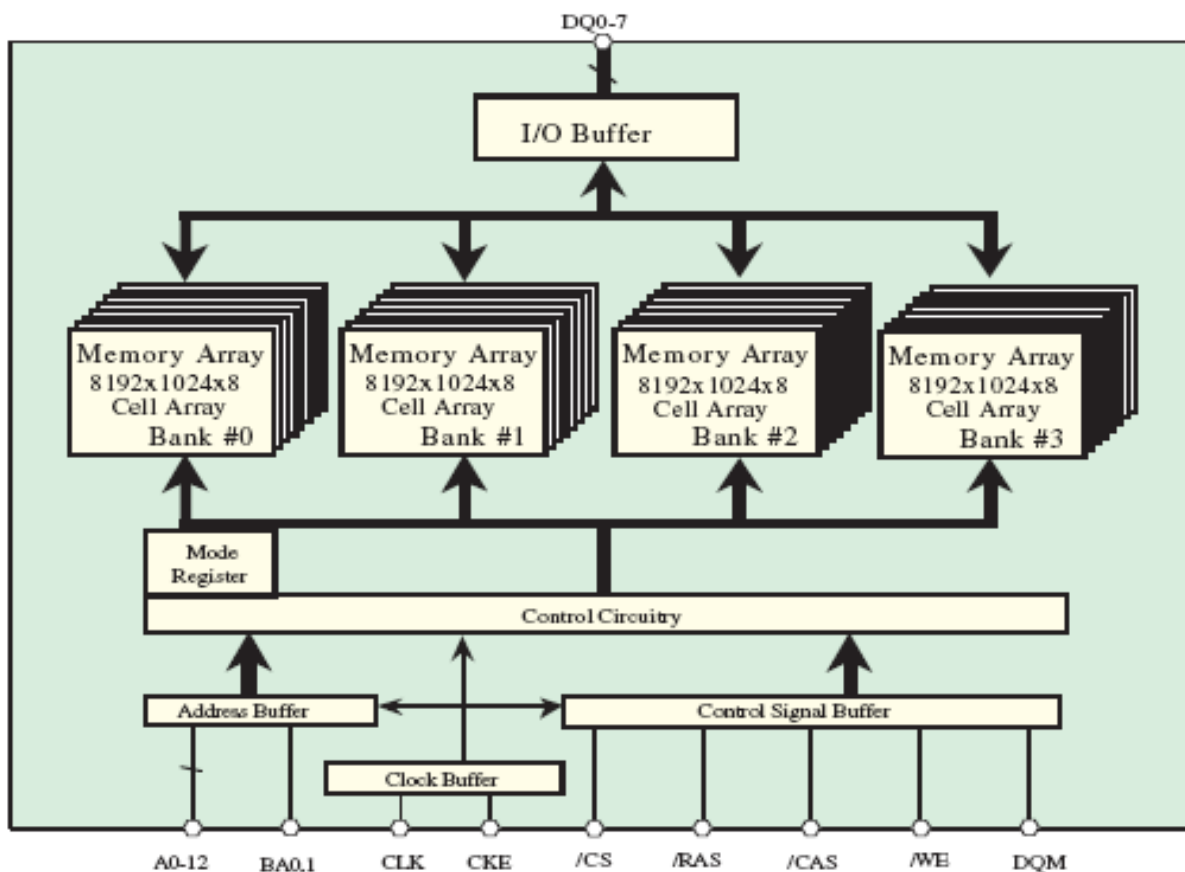 DQ0-7
I/O Buffer
Memory Array
8192x1024x8
Cell Array
Bank #0
Memory Array
8192x1024x8
Cell Array
Bank #1
Memory Array
8192x1024x8
Cell Array
Bank #2
Memory Array
8192x1024x8
Cell Array
Bank #3
Mode
Register
Control Circuitry
Address Buffer
Control Signal Buffer
Clock Buffer
A0-12
BA0,1
CLK
CKE
/CS
/RAS
/CAS
/WE
DQM